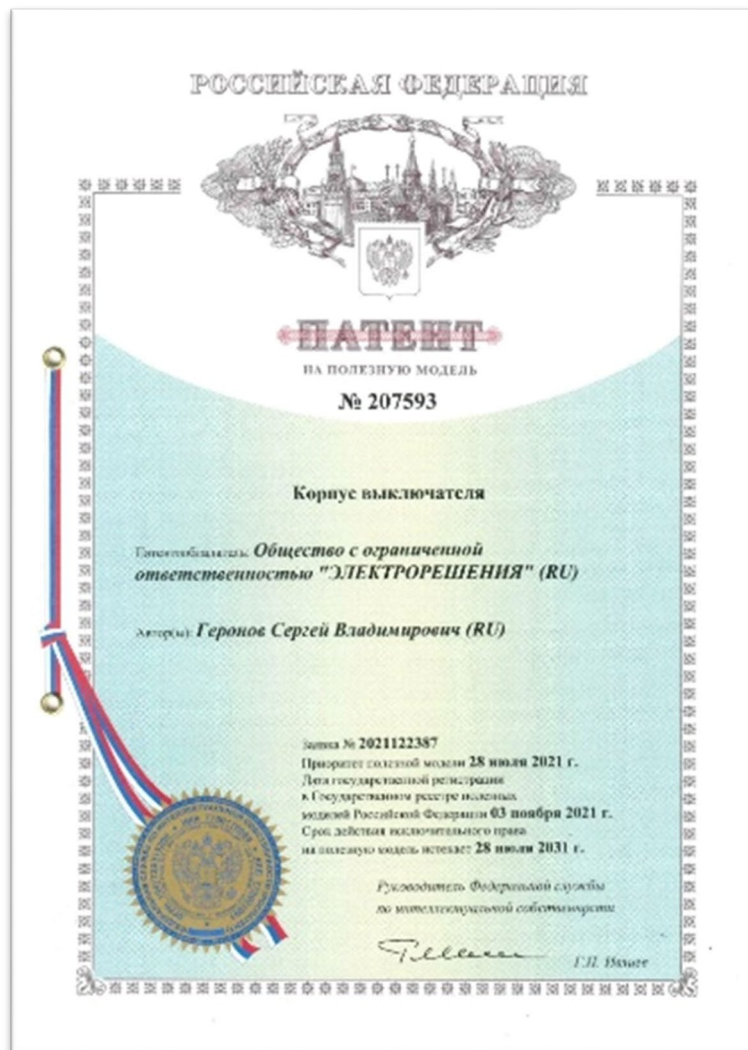 РОССИЙСКАЯ ФЕДЕРАЦИЯ
ПАТЕНТ
НА ПОЛЕЗНУЮ МОДЕЛЬ
№ 207593
Корпус выключателя
Патентообладатель: Общество с ограниченной
ответственностью "ЭЛЕКТРОРЕШЕНИЯ" (RU)
Автор(ы): Геронов Сергей Владимирович (RU)
Заявка № 2021122387
Приоритет полезной модели 28 июля 2021 г.
Дата государственной регистрации
в Государственном реестре полезных
моделей Российской Федерации 03 ноября 2021 г.
Срок действия исключительного права
на полезную модель истекает 28 июля 2031 г.
Руководитель Федеральной службы
по интеллектуальной собственности
Г.П. Ивлиев